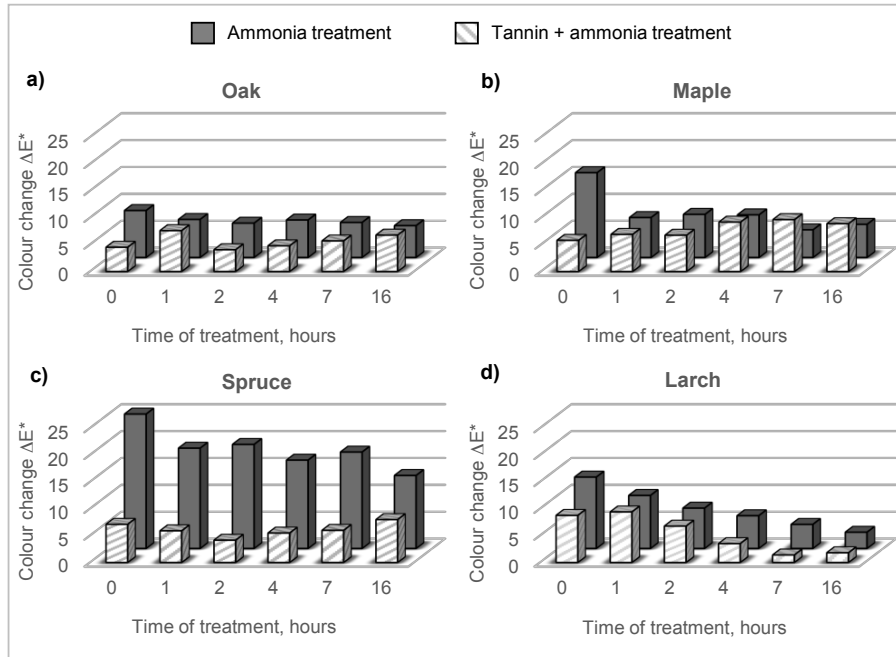 Ammonia treatment Tannin + ammonia treatment
a) Oak
Colour change ΔE*
25
20
15
10
5
0
0 1 2 4 7 16
Time of treatment, hours
b) Maple
Colour change ΔE*
25
20
15
10
5
0
0 1 2 4 7 16
Time of treatment, hours
c) Spruce
Colour change ΔE*
25
20
15
10
5
0
0 1 2 4 7 16
Time of treatment, hours
d) Larch
Colour change ΔE*
25
20
15
10
5
0
0 1 2 4 7 16
Time of treatment, hours